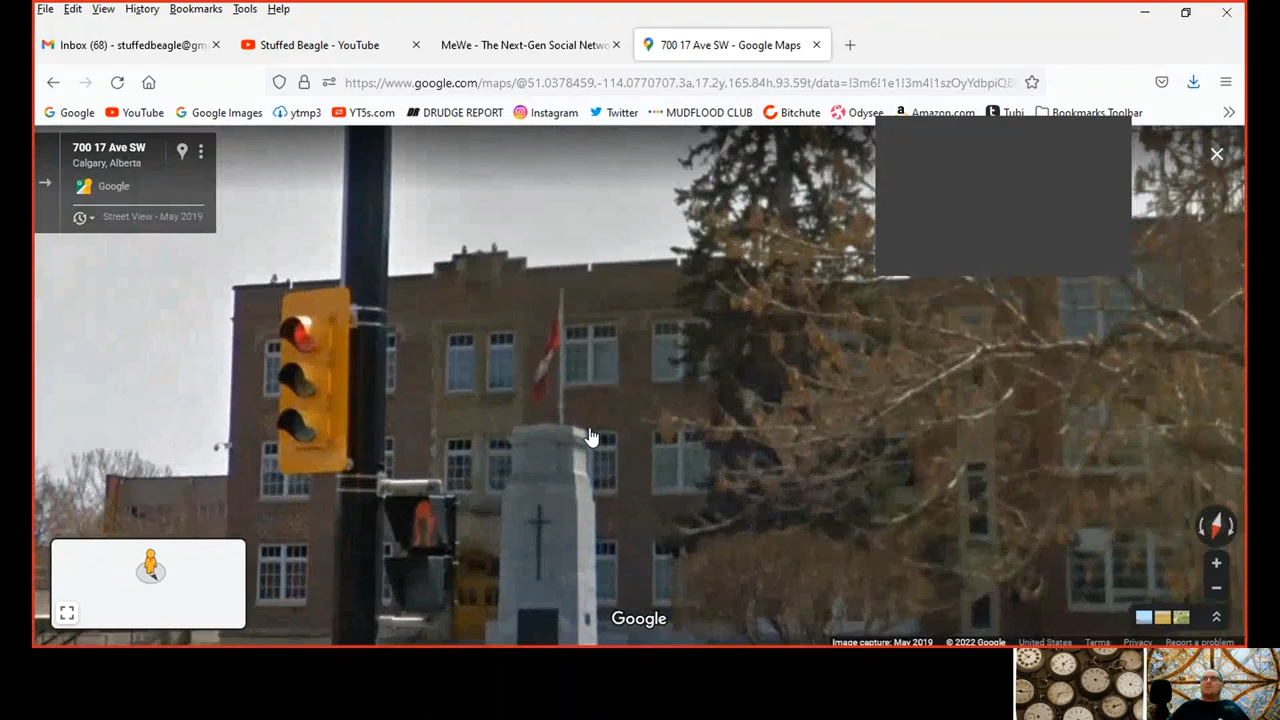 File Edit View History Bookmarks Tools Help
Inbox (68) - stuffedbeagle@gm
Stuffed Beagle - YouTube
MeWe - The Next-Gen Social Netwo
700 17 Ave SW - Google Maps
https://www.google.com/maps/@51.0378459,-114.0770707,3a,17.2y,165.84h,93.59t/data=!3m6!1e1!3m4!1szOyYdbpiQB
Google YouTube Google Images ytmp3 YT5s.com DRUDGE REPORT Instagram Twitter MUDFLOOD CLUB Bitchute Odysee Amazon.com Tubi Bookmarks Toolbar
700 17 Ave SW
Calgary, Alberta
Google
Street View - May 2019
Google
Image capture: May 2019 © 2022 Google United States Terms Privacy Report a problem